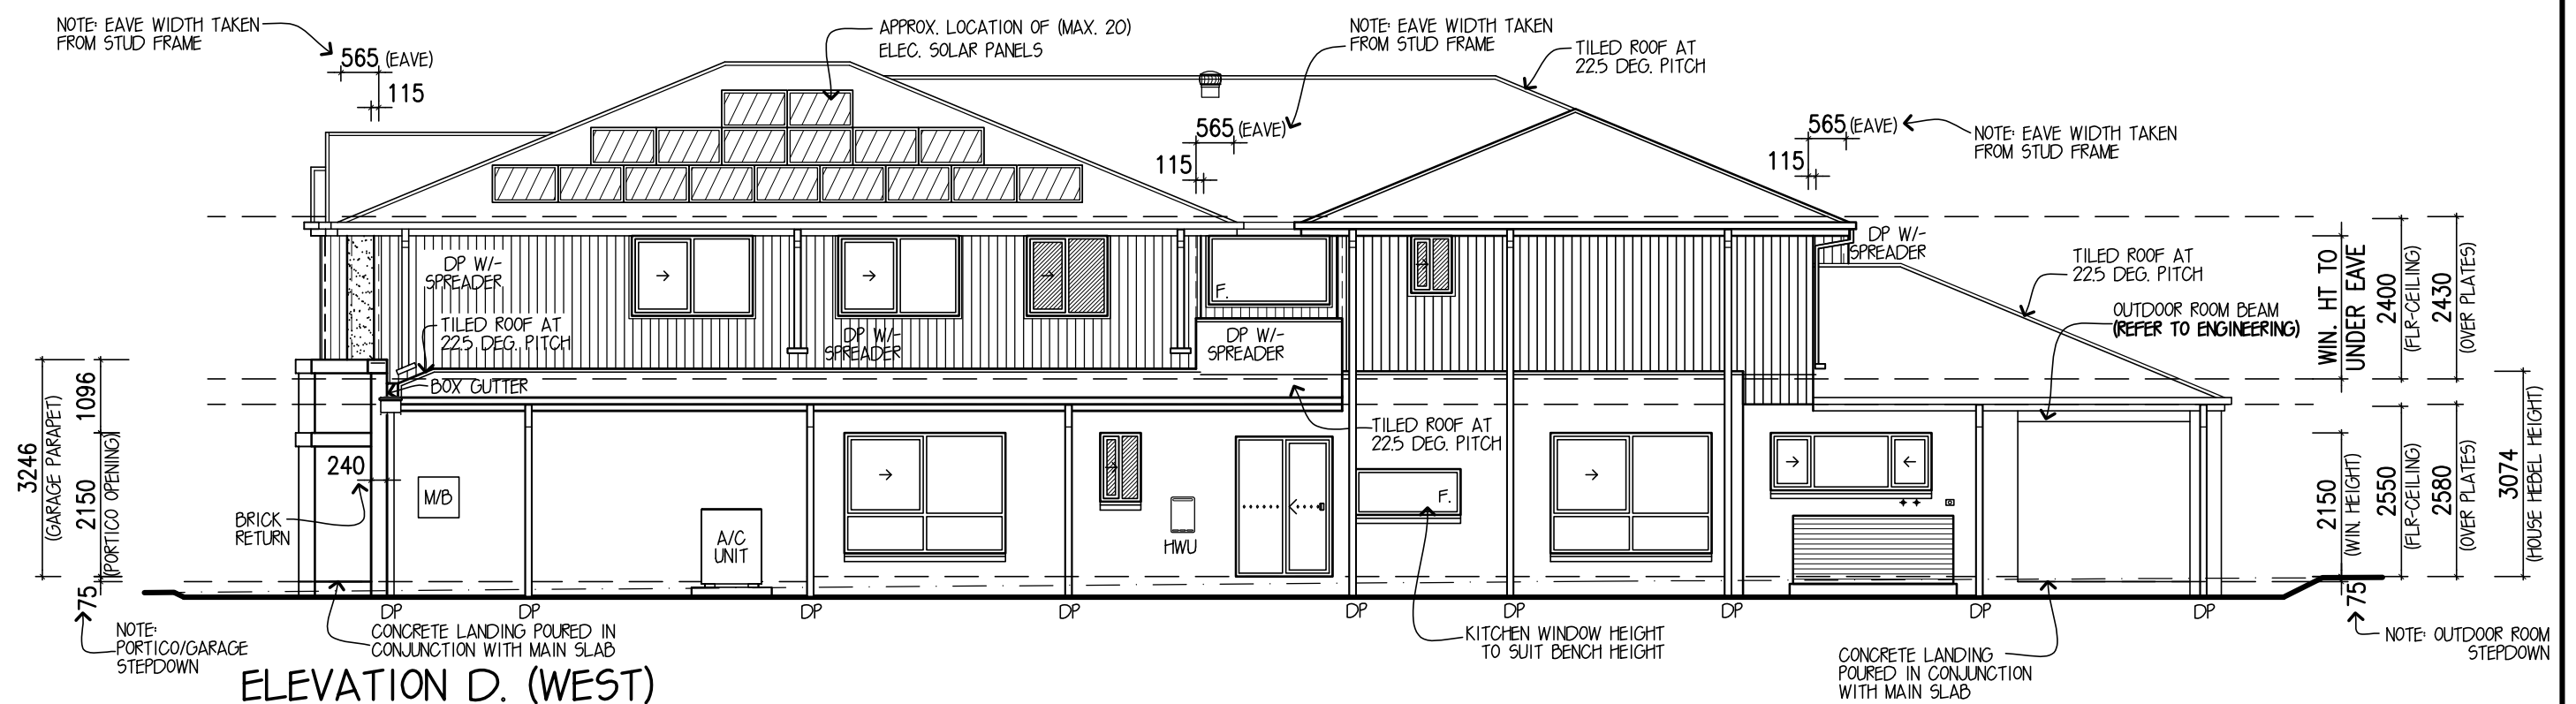 NOTE: EAVE WIDTH TAKEN
FROM STUD FRAME
565 (EAVE)
115
APPROX. LOCATION OF (MAX. 20)
ELEC. SOLAR PANELS
NOTE: EAVE WIDTH TAKEN
FROM STUD FRAME
565 (EAVE)
115
TILED ROOF AT
22.5 DEG. PITCH
565 (EAVE)
115
NOTE: EAVE WIDTH TAKEN
FROM STUD FRAME
DP W/-
SPREADER
TILED ROOF AT
22.5 DEG. PITCH
BOX GUTTER
DP W/-
SPREADER
F.
DP W/-
SPREADER
DP W/-
SPREADER
TILED ROOF AT
22.5 DEG. PITCH
OUTDOOR ROOM BEAM
(REFER TO ENGINEERING)
WIN. HT TO
UNDER EAVE
2400
(FLR-CEILING)
2430
(OVER PLATES)
3246
(GARAGE PARAPET)
1096
2150
(PORTICO OPENING)
75
240
BRICK
RETURN
M/B
A/C
UNIT
HWU
TILED ROOF AT
22.5 DEG. PITCH
F.
2150
(WIN. HEIGHT)
2550
(FLR-CEILING)
2580
(OVER PLATES)
3074
(HOUSE HEBEL HEIGHT)
75
DP
DP
DP
DP
DP
DP
DP
DP
DP
NOTE:
PORTICO/GARAGE
STEPDOWN
CONCRETE LANDING POURED IN
CONJUNCTION WITH MAIN SLAB
KITCHEN WINDOW HEIGHT
TO SUIT BENCH HEIGHT
CONCRETE LANDING
POURED IN CONJUNCTION
WITH MAIN SLAB
NOTE: OUTDOOR ROOM
STEPDOWN
ELEVATION D. (WEST)